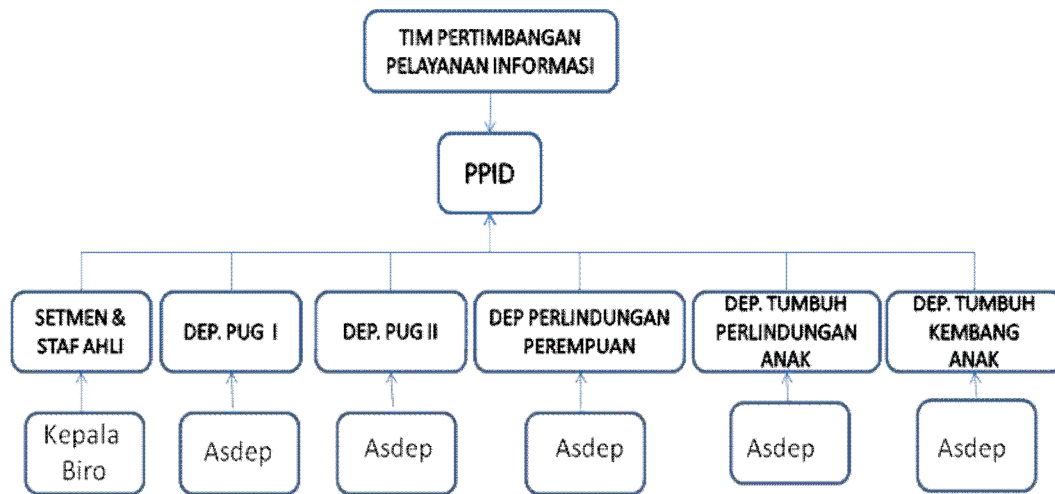 TIM PERTIMBANGAN
PELAYANAN INFORMASI
PPID
SETMEN &
STAF AHLI
DEP. PUG I
DEP. PUG II
DEP PERLINDUNGAN
PEREMPUAN
DEP. TUMBUH
PERLINDUNGAN
ANAK
DEP. TUMBUH
KEMBANG
ANAK
Kepala
Biro
Asdep
Asdep
Asdep
Asdep
Asdep